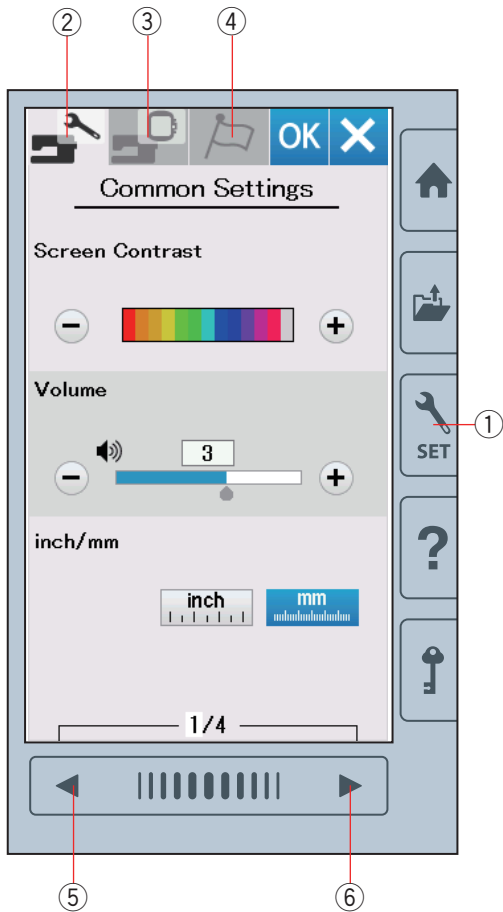 ② ③ ④
OK
Common Settings
Screen Contrast
Volume
3
①
SET
inch/mm
inch mm
?
1/4
⑤ ⑥